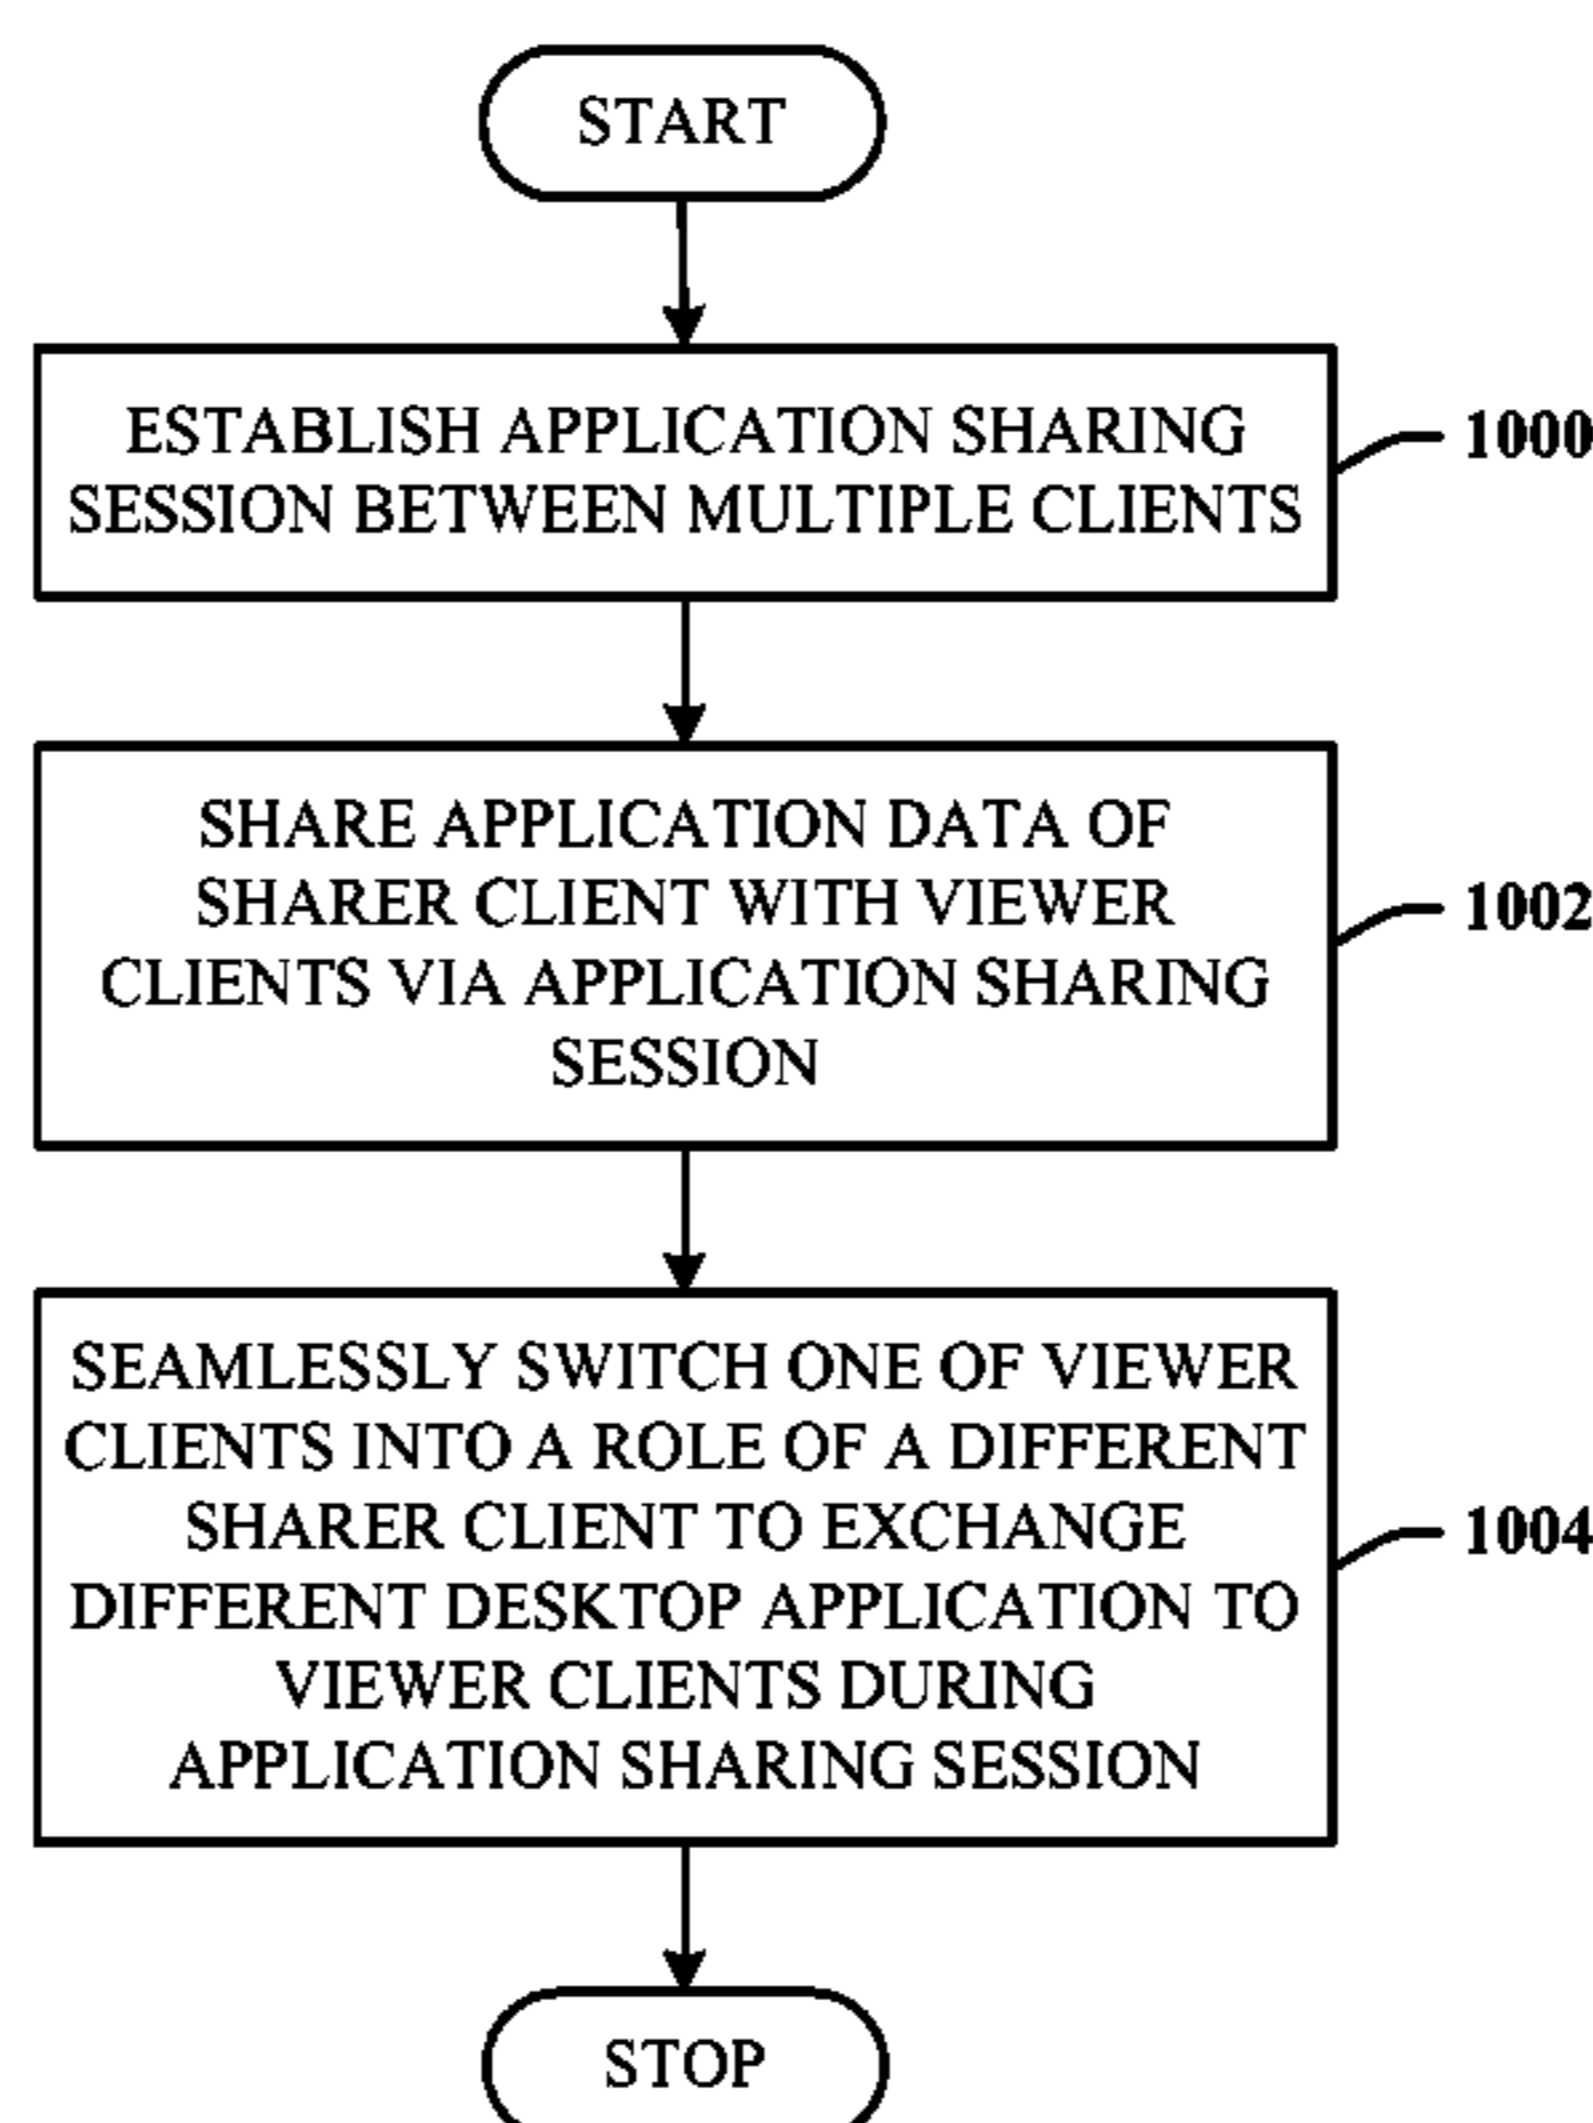 START
ESTABLISH APPLICATION SHARING
SESSION BETWEEN MULTIPLE CLIENTS
1000
SHARE APPLICATION DATA OF
SHARER CLIENT WITH VIEWER
CLIENTS VIA APPLICATION SHARING
SESSION
1002
SEAMLESSLY SWITCH ONE OF VIEWER
CLIENTS INTO A ROLE OF A DIFFERENT
SHARER CLIENT TO EXCHANGE
DIFFERENT DESKTOP APPLICATION TO
VIEWER CLIENTS DURING
APPLICATION SHARING SESSION
1004
STOP